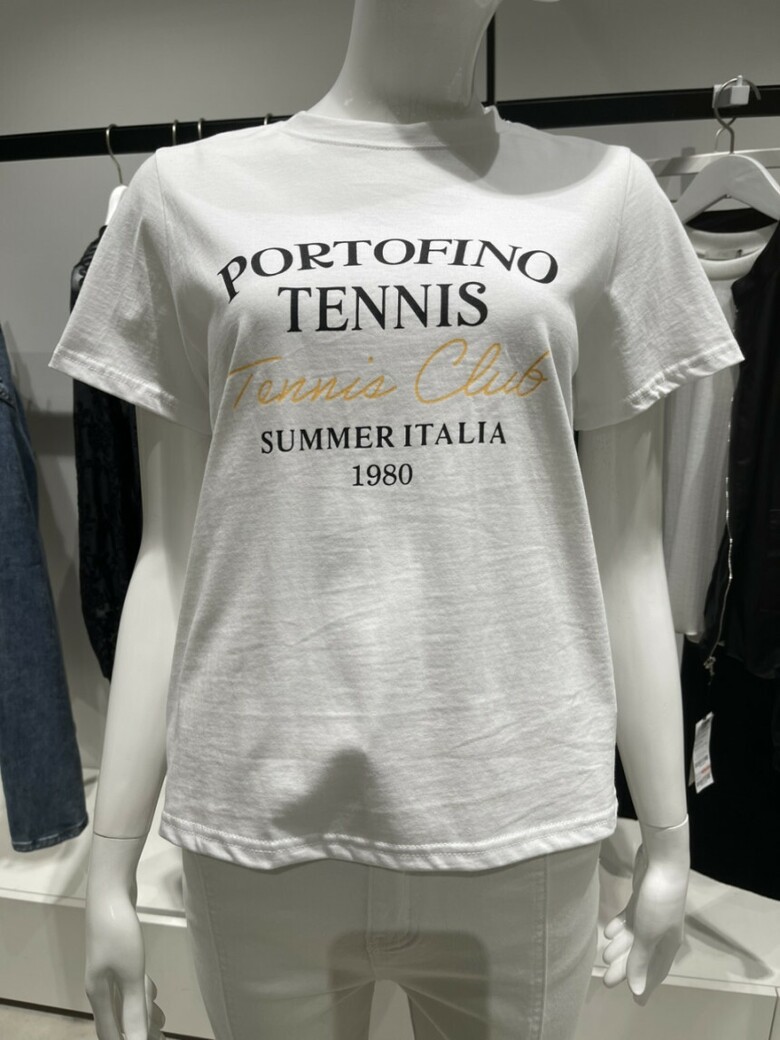 PORTOFINO
TENNIS
Tennis Club
SUMMER ITALIA
1980